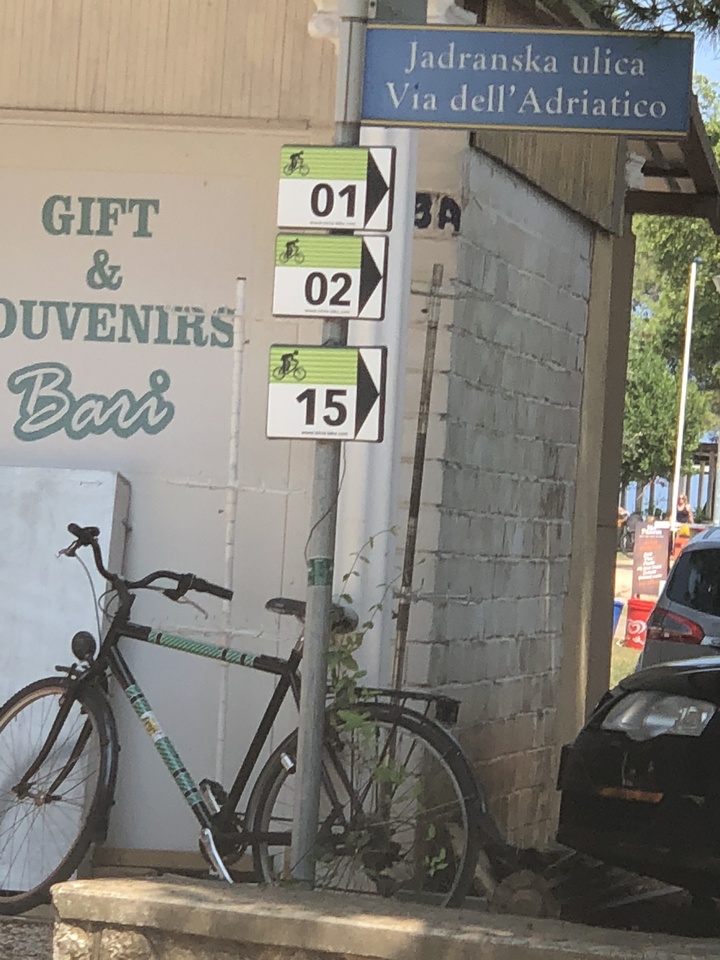 Jadranska ulica
Via dell'Adriatico
01
02
15
GIFT
&
OUVENIRS
Bari
BA